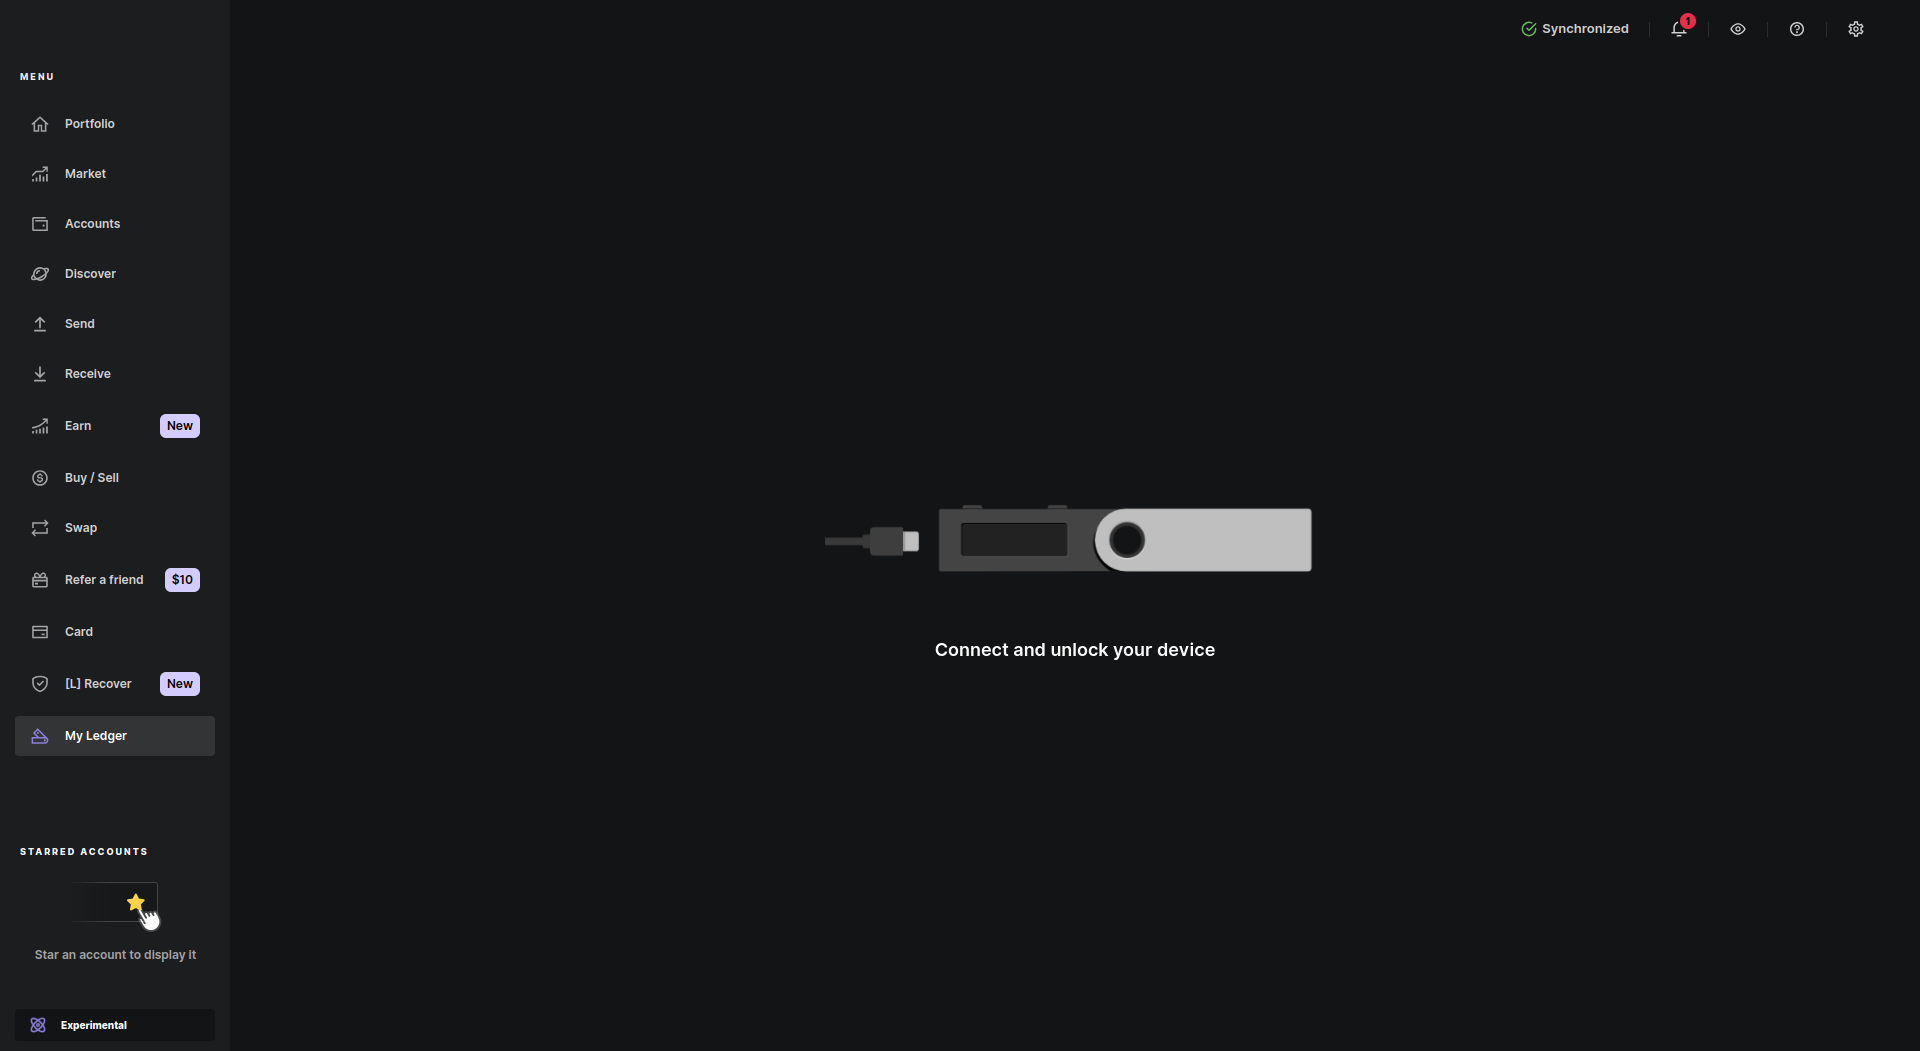 Synchronized
1
MENU
Portfolio
Market
Accounts
Discover
Send
Receive
Earn New
Buy / Sell
Swap
Refer a friend $10
Card
[L] Recover New
My Ledger
Connect and unlock your device
STARRED ACCOUNTS
Star an account to display it
Experimental